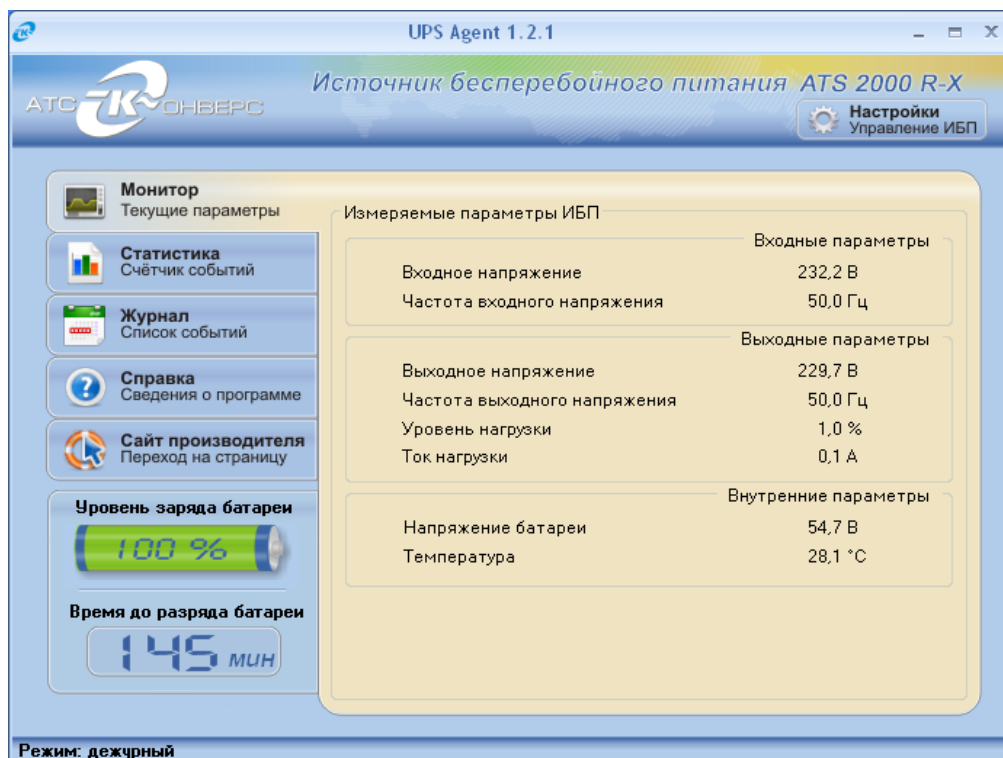 UPS Agent 1.2.1
АТС КОНВЕРС
Источник бесперебойного питания ATS 2000 R-X
Настройки
Управление ИБП
Монитор
Текущие параметры
Статистика
Счётчик событий
Журнал
Список событий
Справка
Сведения о программе
Сайт производителя
Переход на страницу
Уровень заряда батареи
100 %
Время до разряда батареи
145 мин
Измеряемые параметры ИБП
Входные параметры
Входное напряжение 232,2 В
Частота входного напряжения 50,0 Гц
Выходные параметры
Выходное напряжение 229,7 В
Частота выходного напряжения 50,0 Гц
Уровень нагрузки 1,0 %
Ток нагрузки 0,1 А
Внутренние параметры
Напряжение батареи 54,7 В
Температура 28,1 °C
Режим: дежурный